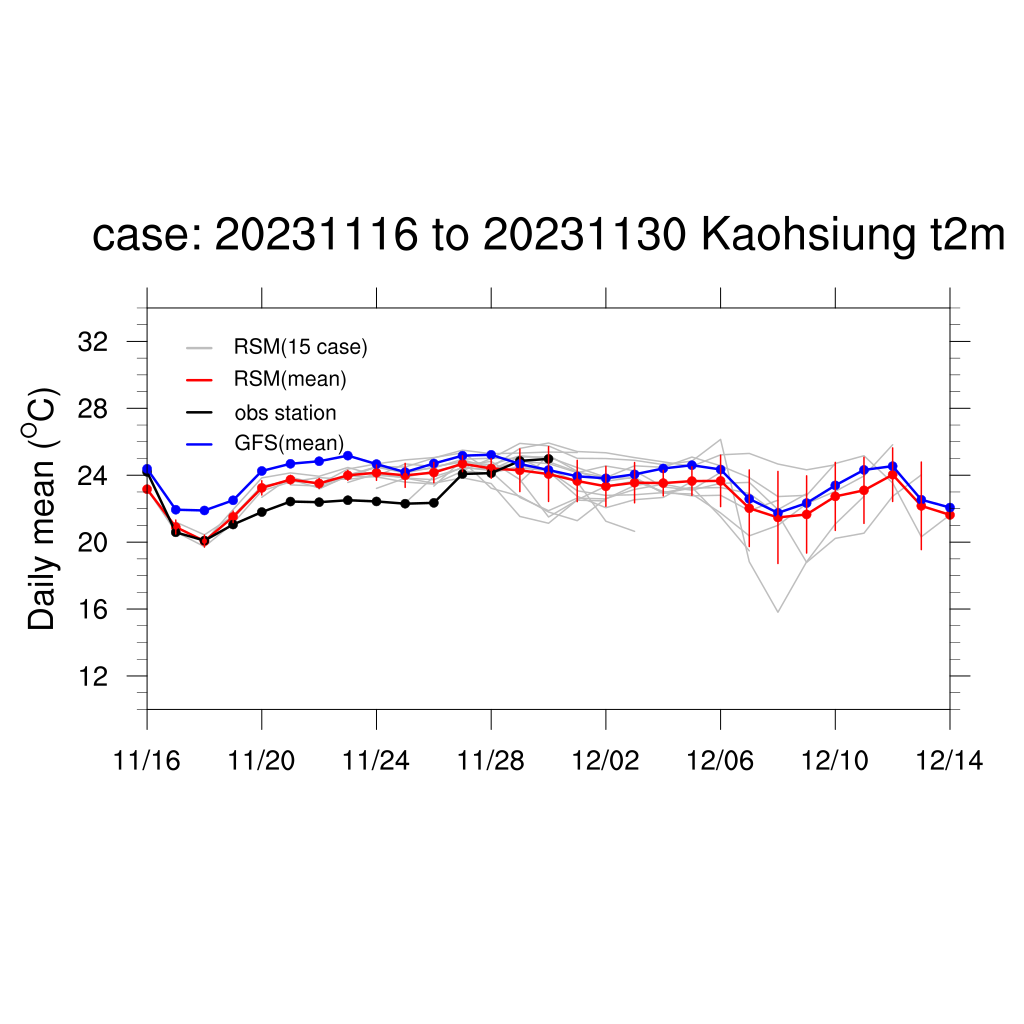 case: 20231116 to 20231130 Kaohsiung t2m
RSM(15 case)
RSM(mean)
obs station
GFS(mean)
Daily mean (°C)
32
28
24
20
16
12
11/16 11/20 11/24 11/28 12/02 12/06 12/10 12/14